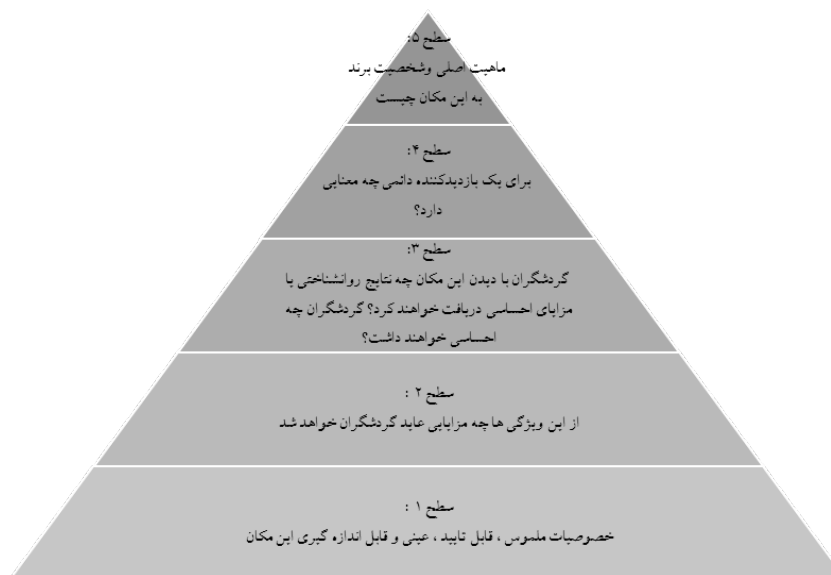 سطح ۵:
ماهیت اصلی وشخصیت برند
به این مکان چیست
سطح ۴:
برای یک بازدیدکننده دائمی چه معنایی
دارد؟
سطح ۳:
گردشگران با دیدن این مکان چه نتایج روانشناختی یا
مزایای احساسی دریافت خواهند کرد؟ گردشگران چه
احساسی خواهند داشت؟
سطح ۲ :
از این ویژگی ها چه مزایایی عاید گردشگران خواهد شد
سطح ۱ :
خصوصیات ملموس ، قابل تایید ، عینی و قابل اندازه گیری این مکان